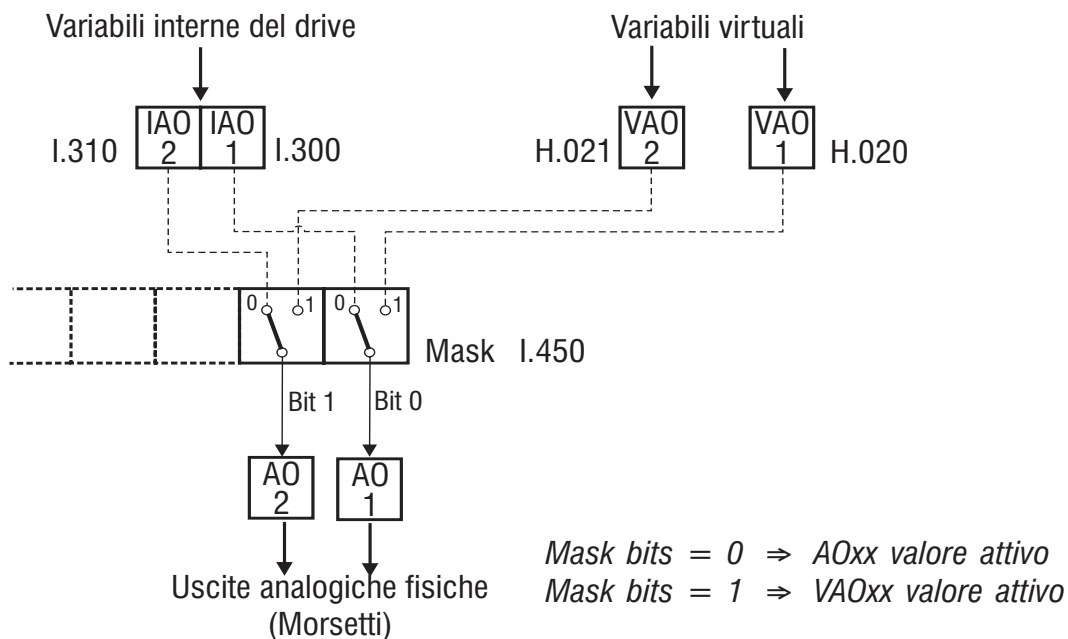 Variabili interne del drive
Variabili virtuali
IAO
2
IAO
1
VAO
2
VAO
1
I.310
I.300
H.021
H.020
0
1
0
1
Mask I.450
Bit 1
Bit 0
AO
2
AO
1
Mask bits = 0 ⇒ AOxx valore attivo
Mask bits = 1 ⇒ VAOxx valore attivo
Uscite analogiche fisiche
(Morsetti)